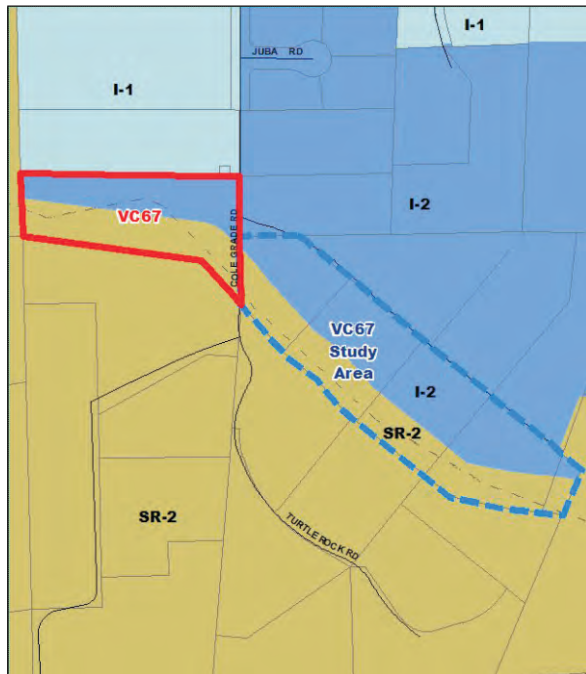 I-1
JUBA RD
I-1
I-2
VC67
COLE GRADE RD
VC67
Study
Area
I-2
SR-2
SR-2
TURTLE ROCK RD